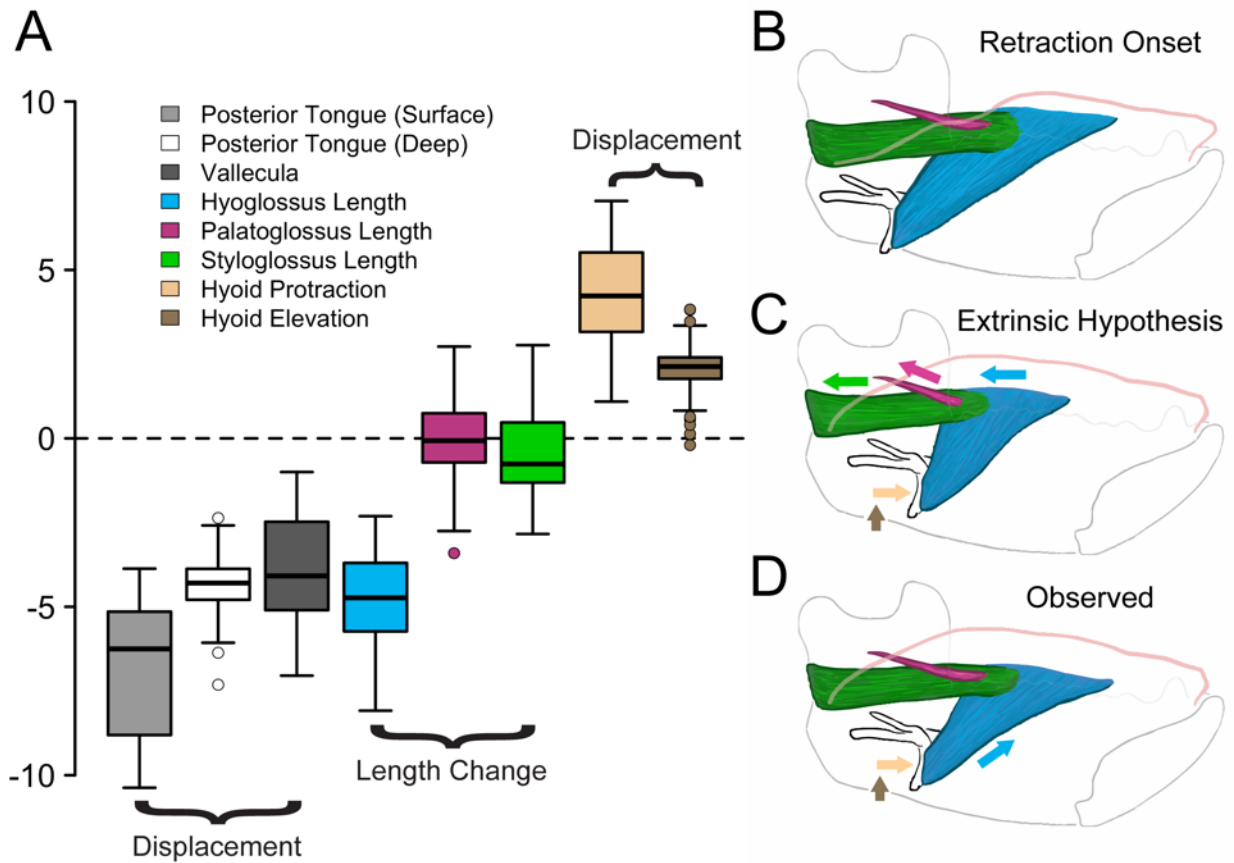 A
10
5
0
-5
-10
Posterior Tongue (Surface)
Posterior Tongue (Deep)
Vallecula
Hyoglossus Length
Palatoglossus Length
Styloglossus Length
Hyoid Protraction
Hyoid Elevation
Displacement
Length Change
Displacement
B
Retraction Onset
C
Extrinsic Hypothesis
D
Observed